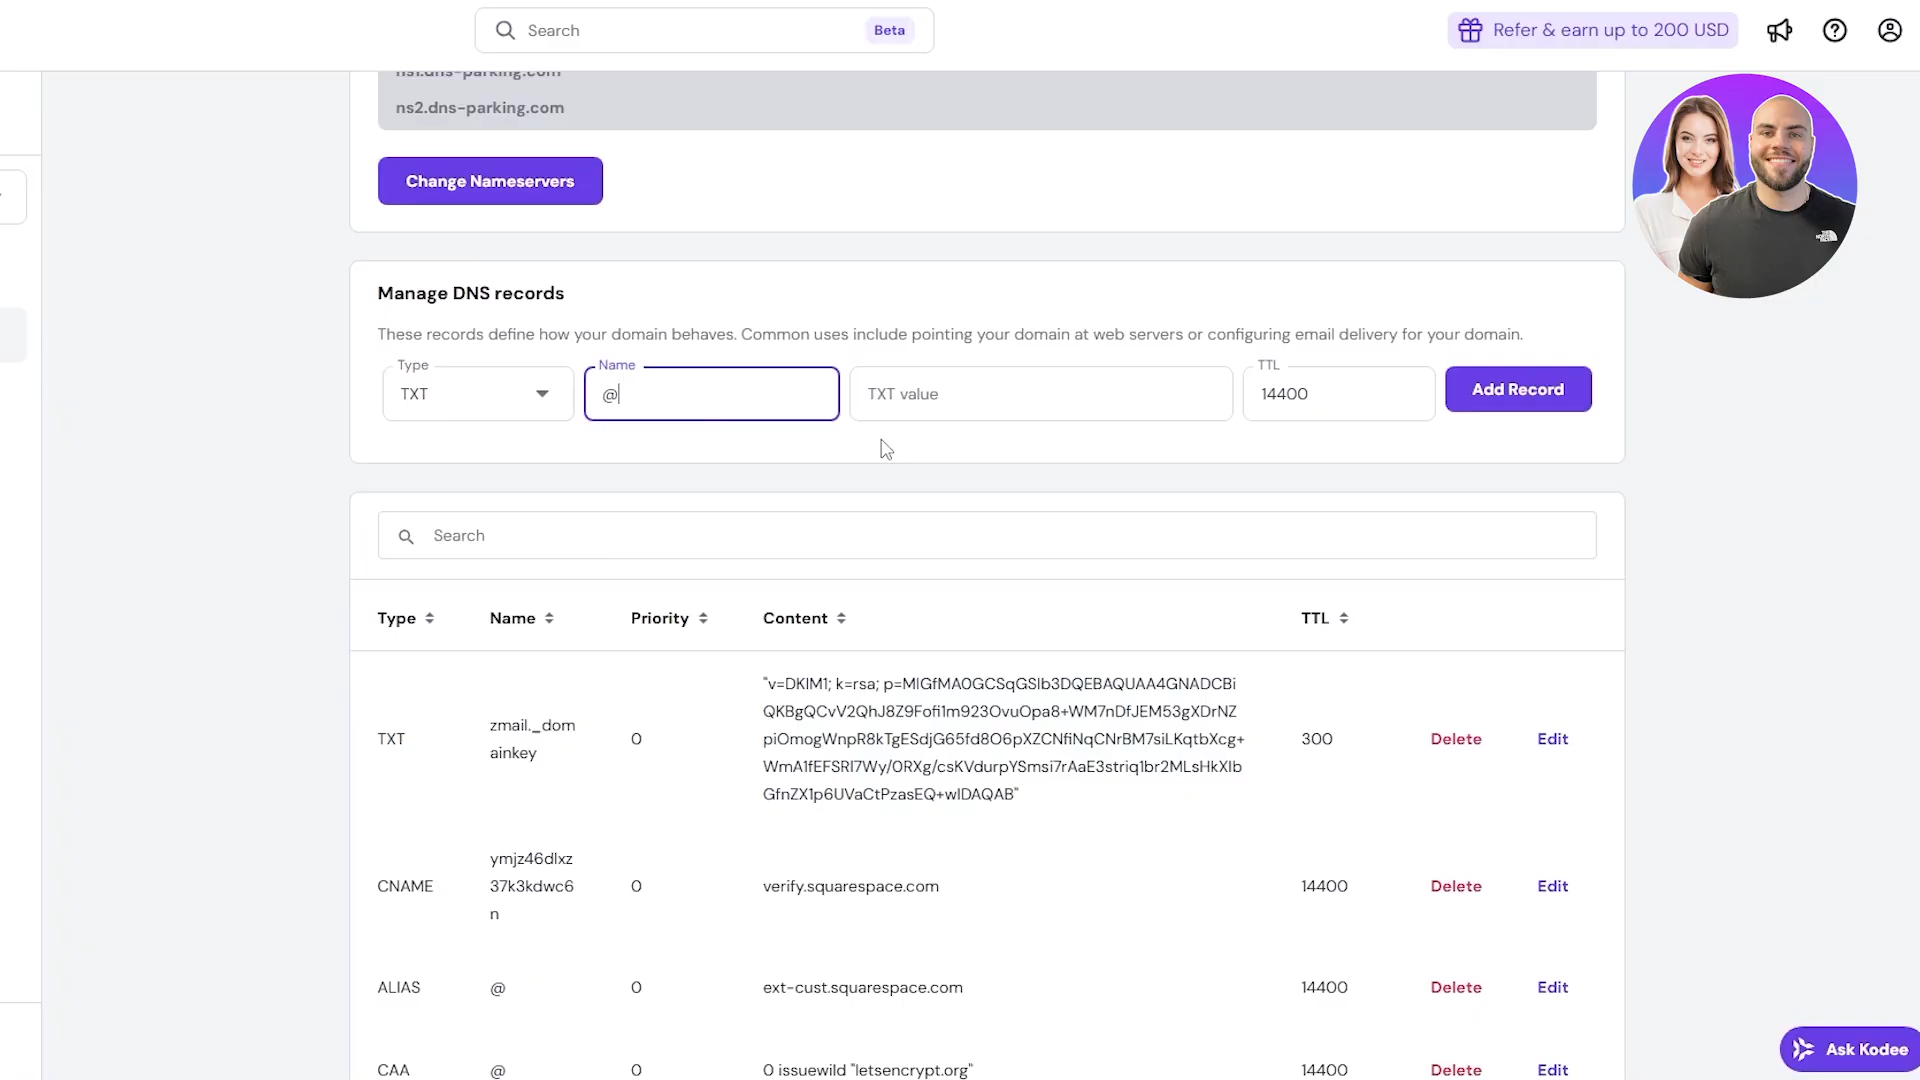 Search
Beta
Refer & earn up to 200 USD
ns1.dns-parking.com
ns2.dns-parking.com
Change Nameservers
Manage DNS records
These records define how your domain behaves. Common uses include pointing your domain at web servers or configuring email delivery for your domain.
Type
TXT
Name
@
TXT value
TTL
14400
Add Record
Search
Type Name Priority Content TTL
"v=DKIM1; k=rsa; p=MIGfMA0GCSqGSIb3DQEBAQUAA4GNADCBi
QKBgQCvV2QhJ8Z9Fofi1m923OvuOpa8+WM7nDfJEM53gXDrNZ
TXT zmail._dom
ainkey 0 piOmogWnpR8kTgESdjG65fd8O6pXZCNfiNqCNrBM7siLKqtbXcg+ 300 Delete Edit
WmA1fEFSRI7Wy/0RXg/csKVdurpYSmsi7rAaE3striq1br2MLsHkXIb
GfnZX1p6UVaCtPzasEQ+wIDAQAB"
ymjz46dlxz
CNAME 37k3kdwc6 0 verify.squarespace.com 14400 Delete Edit
n
ALIAS @ 0 ext-cust.squarespace.com 14400 Delete Edit
CAA @ 0 0 issuewild "letsencrypt.org" 14400 Delete Edit
Ask Kodee